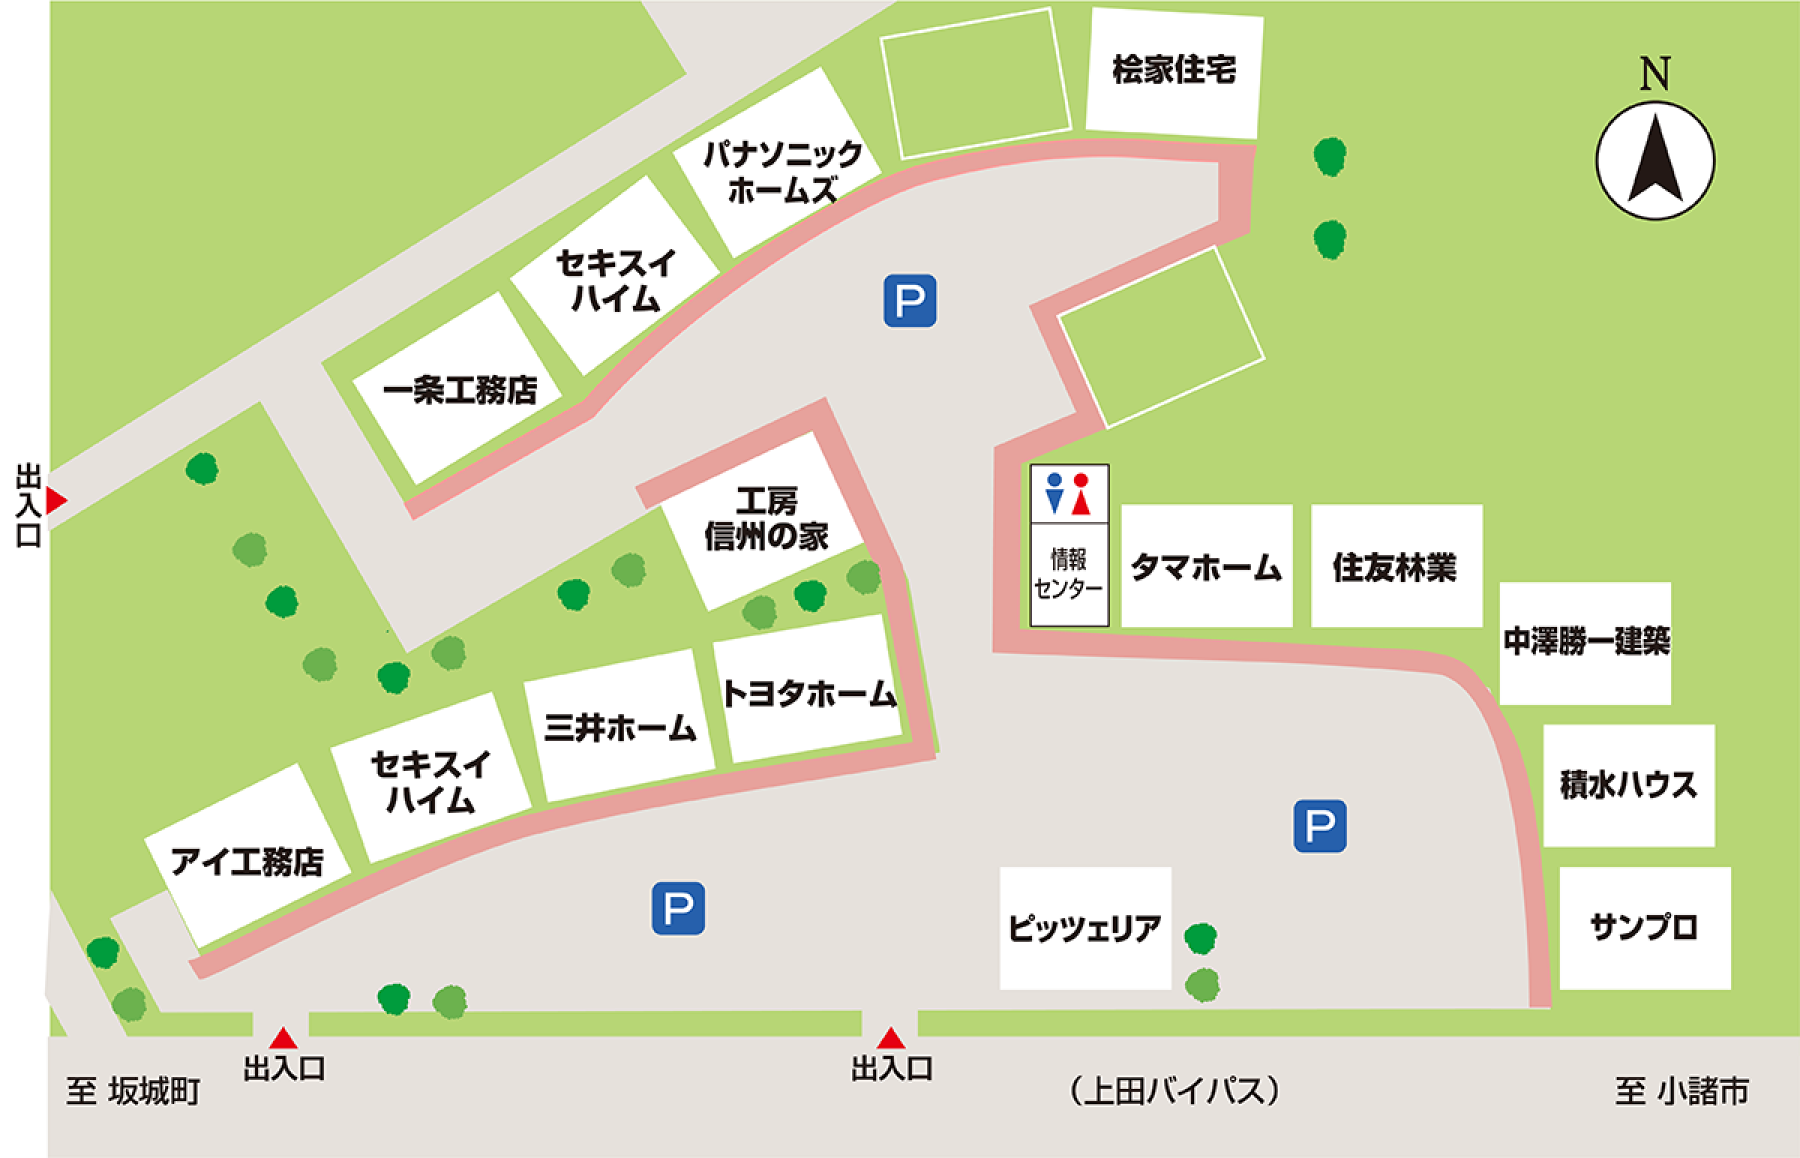 桧家住宅
N
パナソニック
ホームズ
セキスイ
ハイム
P
一条工務店
出入口
工房
信州の家
情報
センター
タマホーム
住友林業
中澤勝一建築
トヨタホーム
三井ホーム
セキスイ
ハイム
積水ハウス
P
アイ工務店
P
ピッツェリア
サンプロ
出入口
出入口
至 坂城町
（上田バイパス）
至 小諸市